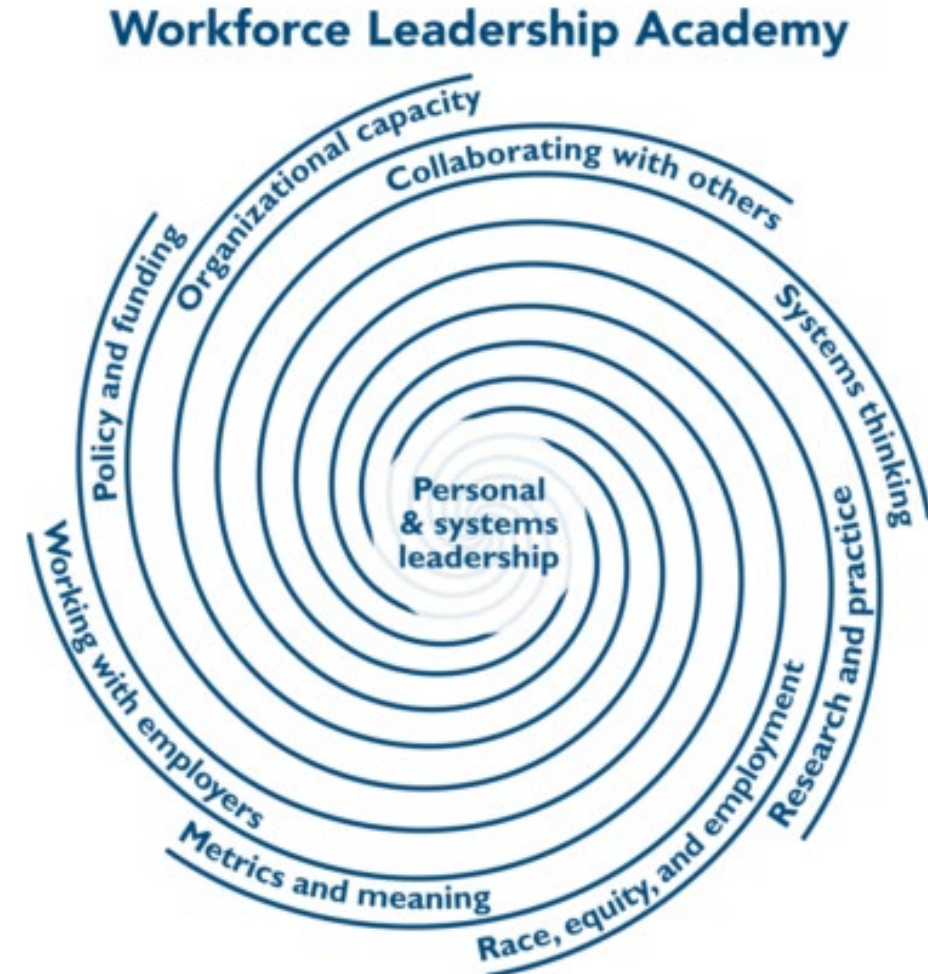 Workforce Leadership Academy
Organizational capacity
Collaborating with others
Systems thinking
Research and practice
Race, equity, and employment
Metrics and meaning
Working with employers
Policy and funding
Personal
& systems
leadership